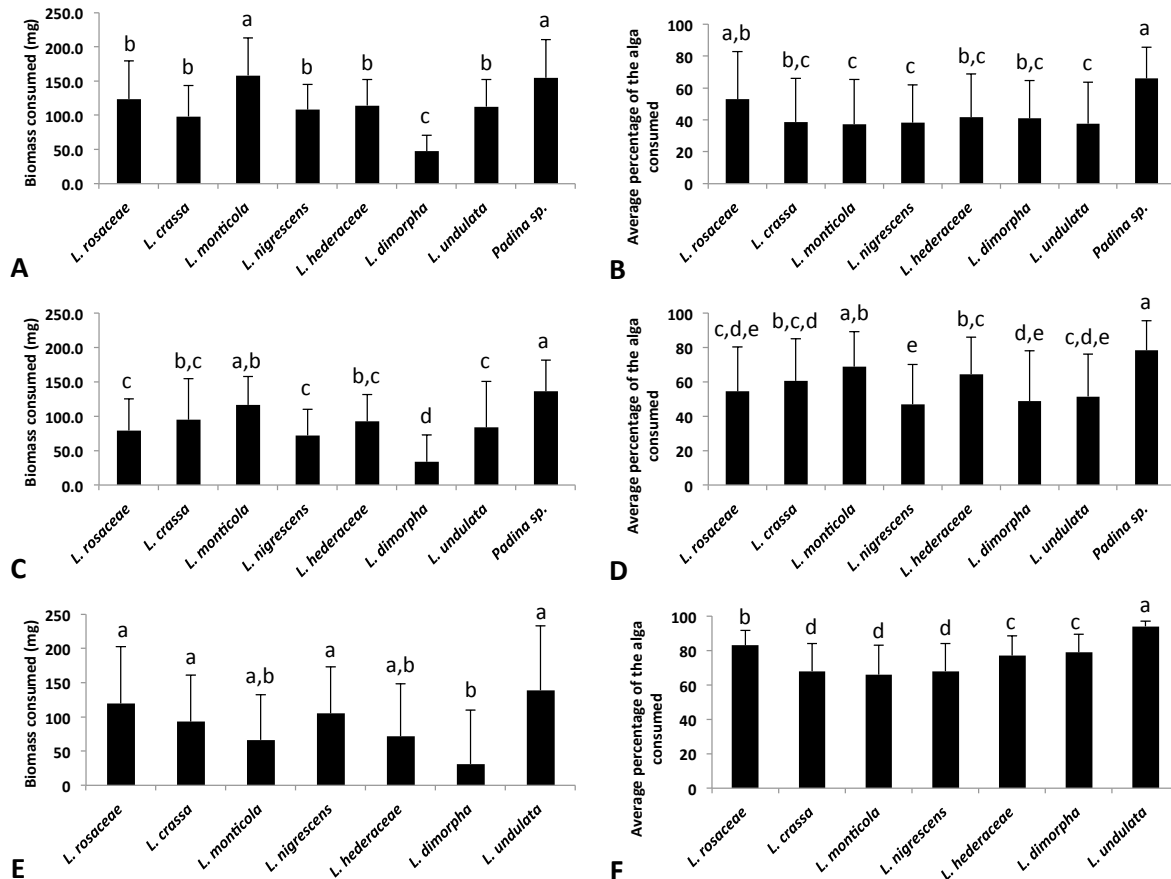 Biomass consumed (mg)
250.0
200.0
150.0
100.0
50.0
0.0
b
b
a
b
b
c
b
a
L. rosaceae
L. crassa
L. monticola
L. nigrescens
L. hederaceae
L. dimorpha
L. undulata
Padina sp.
A
Average percentage of the alga
consumed
100
80
60
40
20
0
a,b
b,c
c
c
b,c
b,c
c
a
L. rosaceae
L. crassa
L. monticola
L. nigrescens
L. hederaceae
L. dimorpha
L. undulata
Padina sp.
B
Biomass consumed (mg)
250.0
200.0
150.0
100.0
50.0
0.0
c
b,c
a,b
c
b,c
d
c
a
L. rosaceae
L. crassa
L. monticola
L. nigrescens
L. hederaceae
L. dimorpha
L. undulata
Padina sp.
C
Average percentage of the alga
consumed
100
80
60
40
20
0
c,d,e
b,c,d
a,b
e
b,c
d,e
c,d,e
a
L. rosaceae
L. crassa
L. monticola
L. nigrescens
L. hederaceae
L. dimorpha
L. undulata
Padina sp.
D
Biomass consumed (mg)
250
200
150
100
50
0
a
a
a,b
a
a,b
b
a
L. rosaceae
L. crassa
L. monticola
L. nigrescens
L. hederaceae
L. dimorpha
L. undulata
E
Average percentage of the alga
consumed
100
80
60
40
20
0
b
d
d
d
c
c
a
L. rosaceae
L. crassa
L. monticola
L. nigrescens
L. hederaceae
L. dimorpha
L. undulata
F